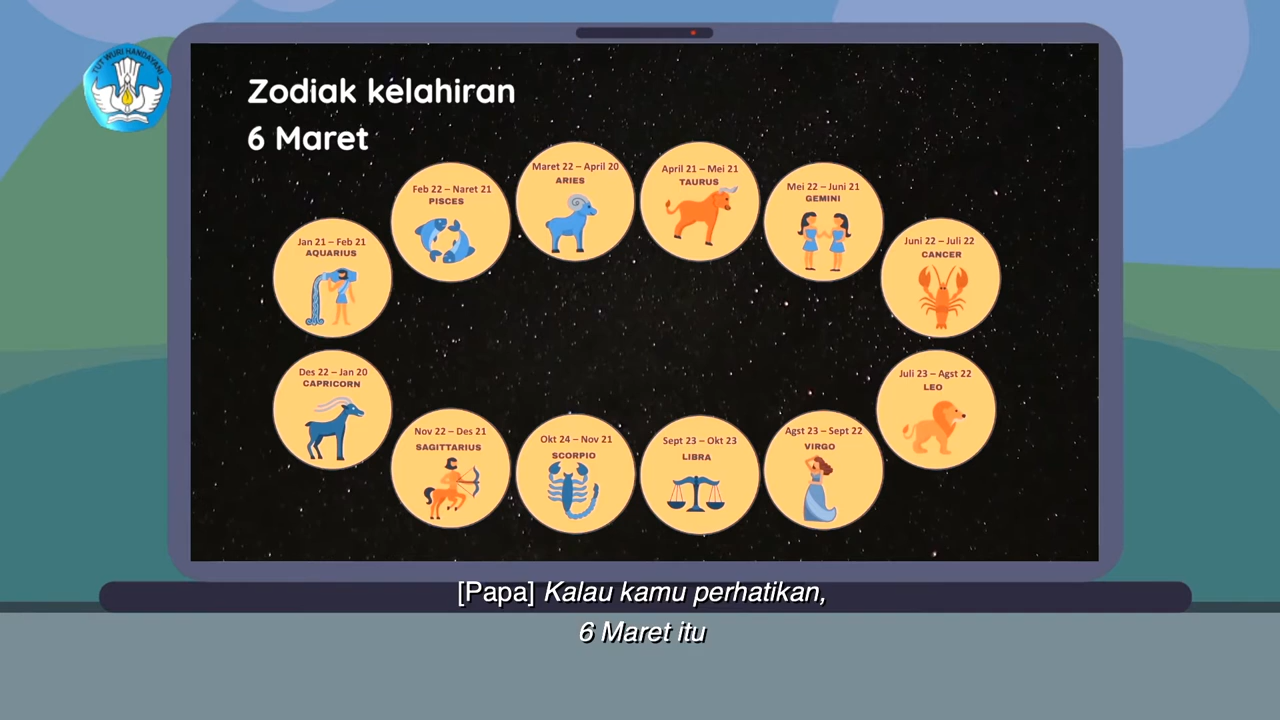 TUT WURI HANDAYANI
Zodiak kelahiran
6 Maret
Jan 21 – Feb 21
AQUARIUS
Feb 22 – Naret 21
PISCES
Maret 22 – April 20
ARIES
April 21 – Mei 21
TAURUS
Mei 22 – Juni 21
GEMINI
Juni 22 – Juli 22
CANCER
Des 22 – Jan 20
CAPRICORN
Nov 22 – Des 21
SAGITTARIUS
Okt 24 – Nov 21
SCORPIO
Sept 23 – Okt 23
LIBRA
Agst 23 – Sept 22
VIRGO
Juli 23 – Agst 22
LEO
[Papa] Kalau kamu perhatikan,
6 Maret itu